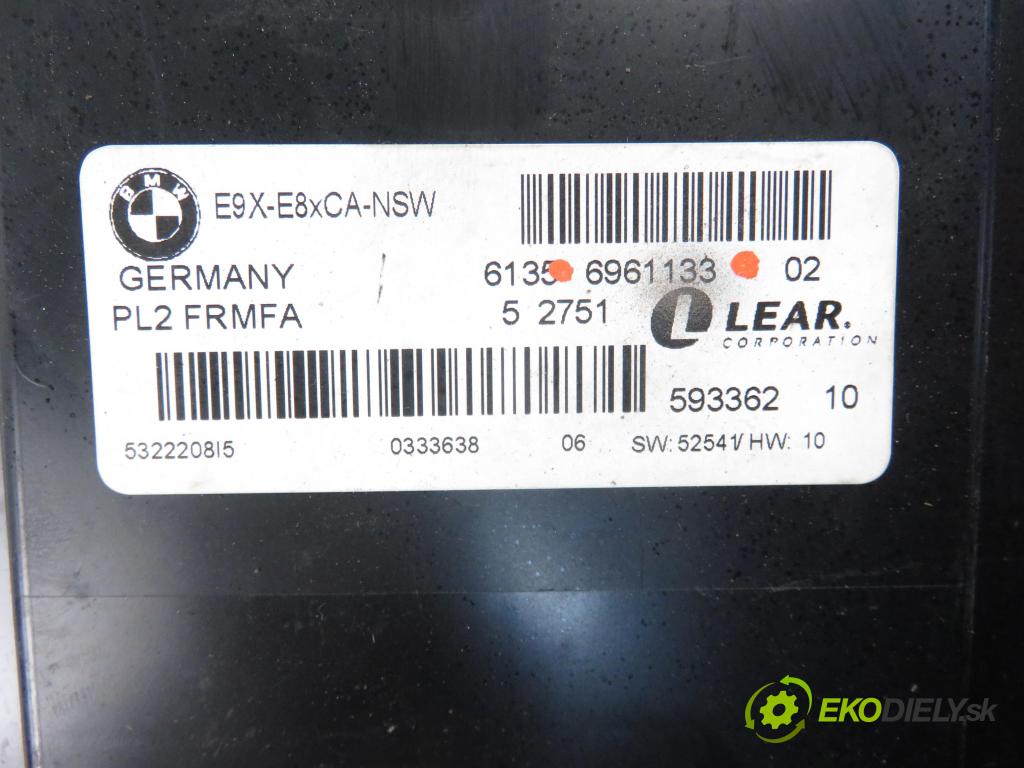 BMW
E9X-E8xCA-NSW
GERMANY
6135 6961133 02
PL2 FRMFA
5 2751
LEAR.
CORPORATION
593362 10
5322208I5 0333638 06 SW: 52541/ HW: 10
EKODIELY.sk